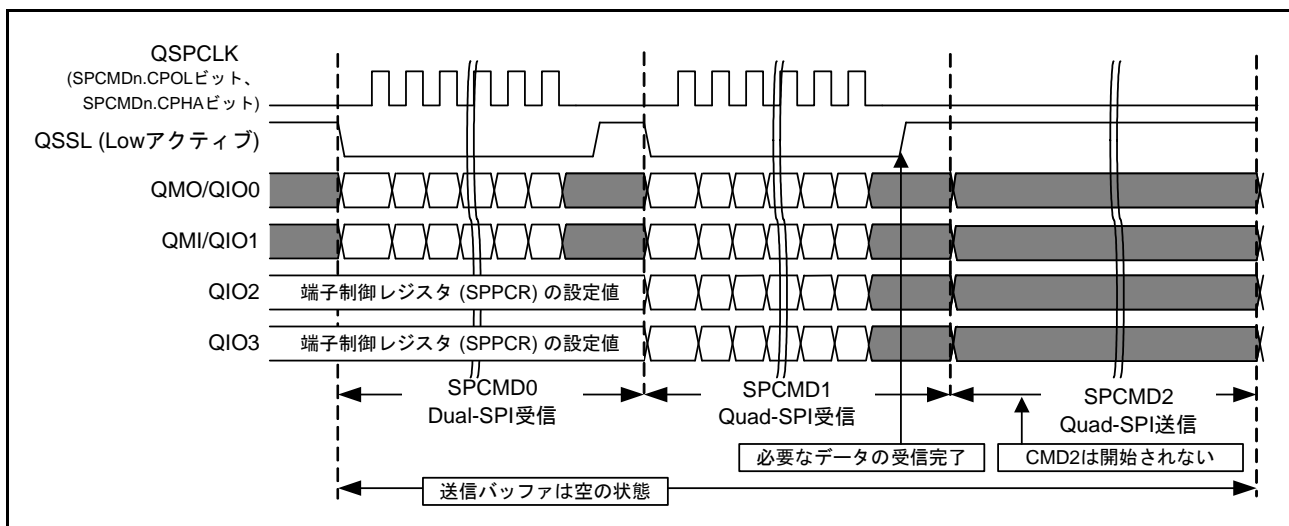 QSPCLK
(SPCMDn.CPOLビット、
SPCMDn.CPHAビット)
QSSL (Lowアクティブ)
QMO/QIO0
QMI/QIO1
QIO2
端子制御レジスタ (SPPCR) の設定値
QIO3
端子制御レジスタ (SPPCR) の設定値
SPCMD0
Dual-SPI受信
SPCMD1
Quad-SPI受信
SPCMD2
Quad-SPI送信
必要なデータの受信完了
CMD2は開始されない
送信バッファは空の状態